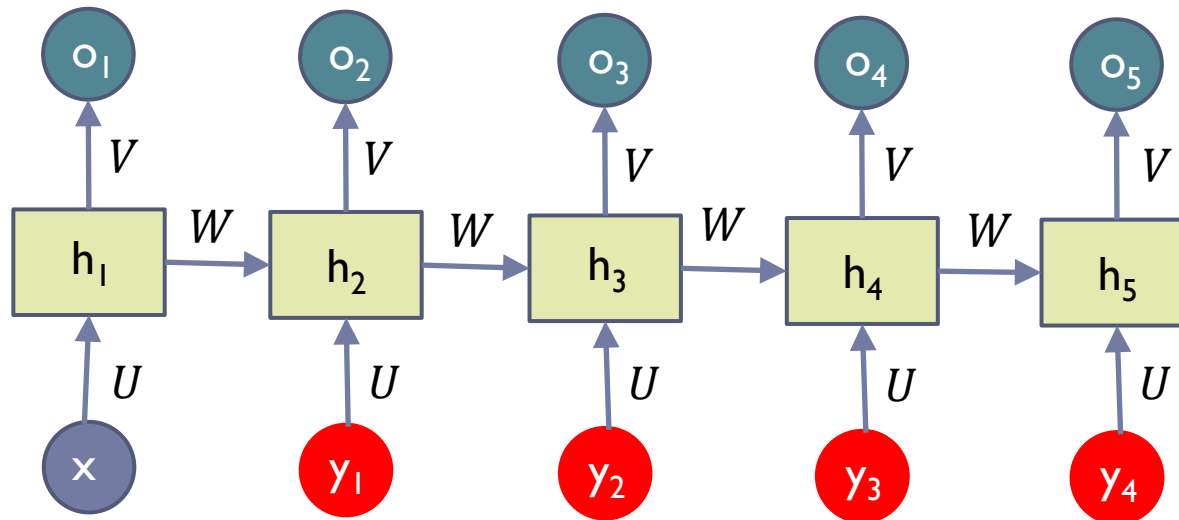 o₁ o₂ o₃ o₄ o₅
V V V V V
W W W W
h₁ h₂ h₃ h₄ h₅
U U U U U
x y₁ y₂ y₃ y₄